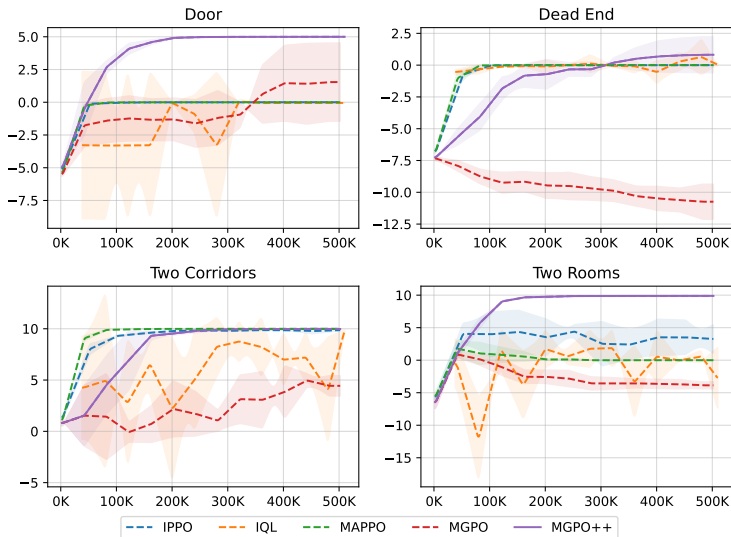 Door
Dead End
5.0
2.5
0.0
−2.5
−5.0
−7.5
0K
100K
200K
300K
400K
500K
5.0
2.5
0.0
−2.5
−5.0
−7.5
−10.0
−12.5
0K
100K
200K
300K
400K
500K
Two Corridors
Two Rooms
10
5
0
−5
0K
100K
200K
300K
400K
500K
10
5
0
−5
−10
−15
0K
100K
200K
300K
400K
500K
IPPO
IQL
MAPPO
MGPO
MGPO++